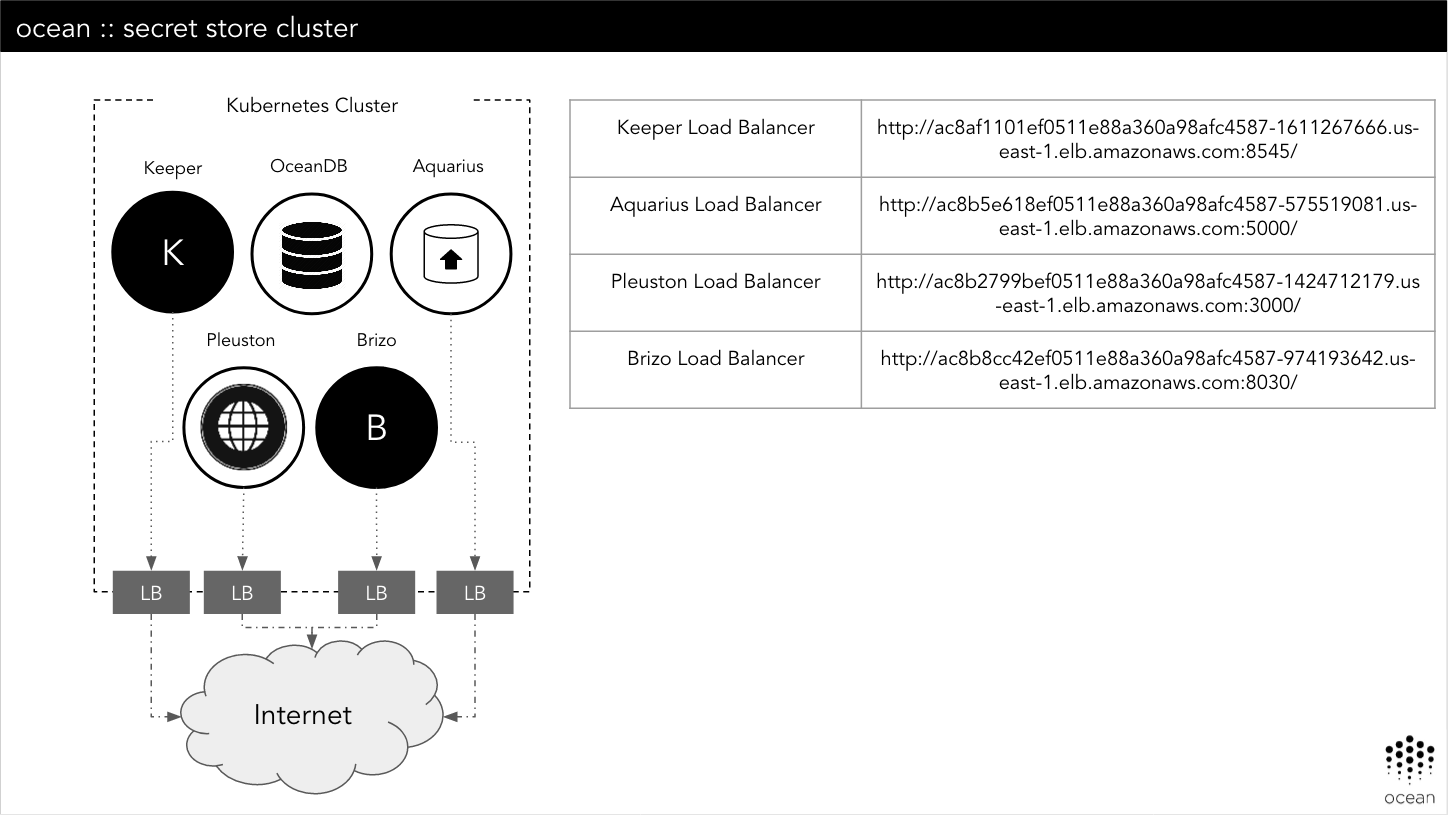 ocean :: secret store cluster
Kubernetes Cluster
Keeper
OceanDB
Aquarius
K
Pleuston
Brizo
B
LB
LB
LB
LB
Internet
Keeper Load Balancer
http://ac8af1101ef0511e88a360a98afc4587-1611267666.us-
east-1.elb.amazonaws.com:8545/
Aquarius Load Balancer
http://ac8b5e618ef0511e88a360a98afc4587-575519081.us-
east-1.elb.amazonaws.com:5000/
Pleuston Load Balancer
http://ac8b2799bef0511e88a360a98afc4587-1424712179.us
-east-1.elb.amazonaws.com:3000/
Brizo Load Balancer
http://ac8b8cc42ef0511e88a360a98afc4587-974193642.us-
east-1.elb.amazonaws.com:8030/
ocean